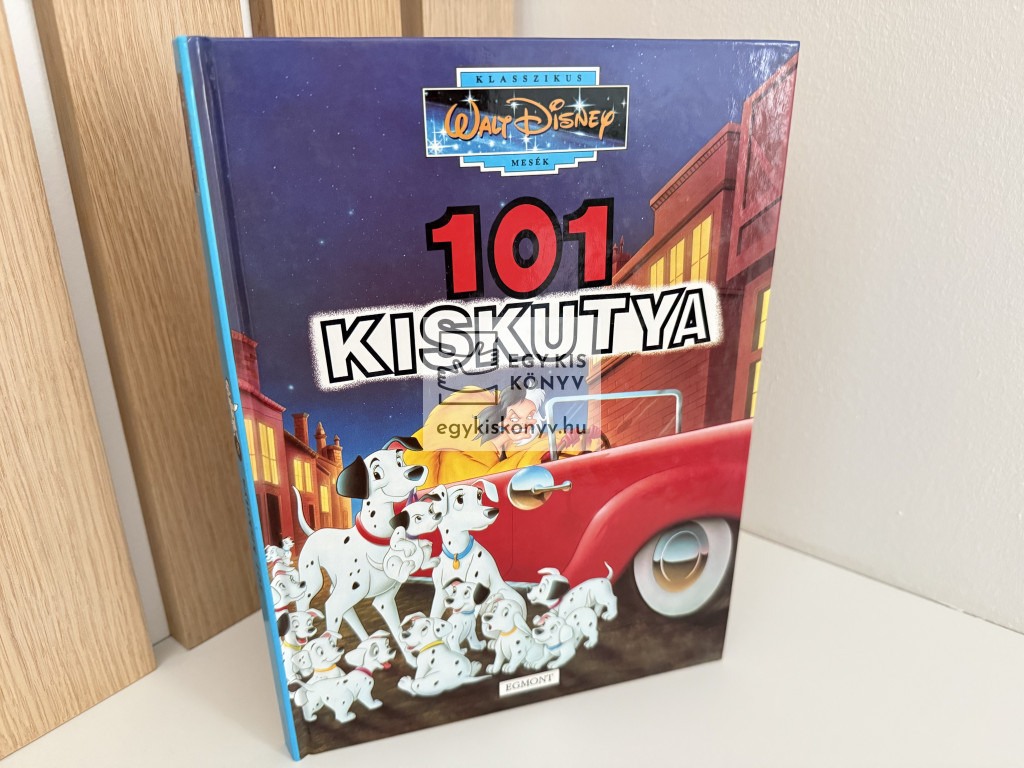 KLASSZIKUS
WALT DISNEY
MESÉK
101
KISKUTYA
EGY KIS
KÖNYV
egykiskonyv.hu
EGMONT